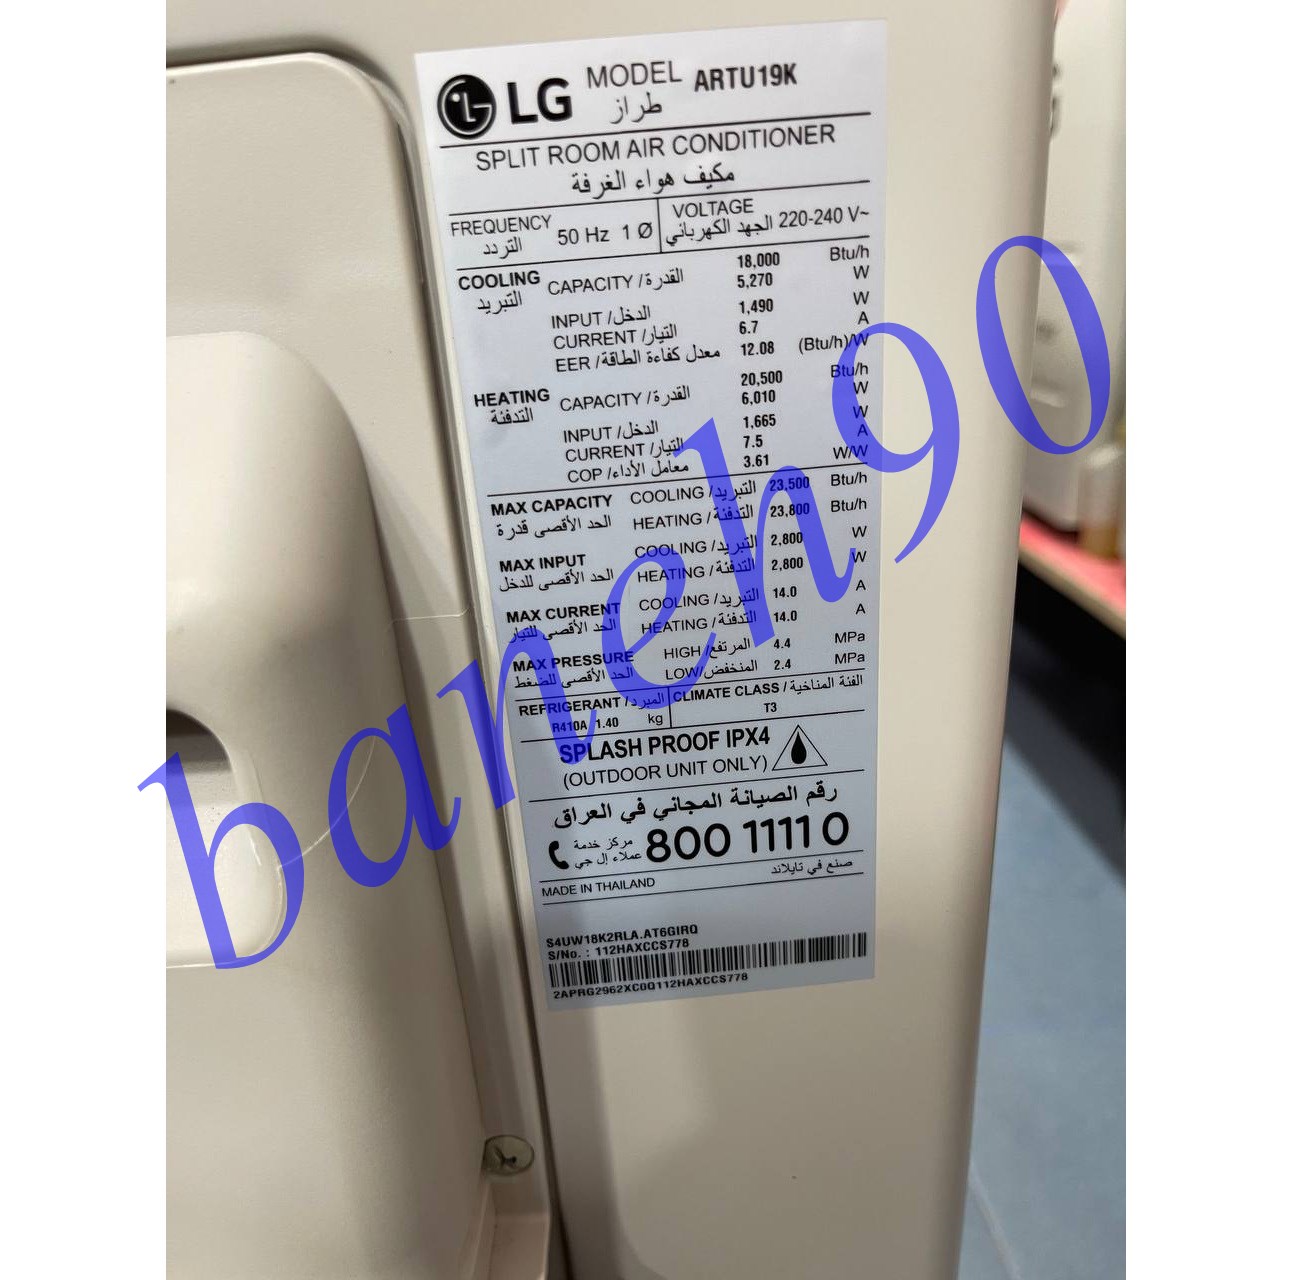 LG MODEL ARTU19K
طراز
SPLIT ROOM AIR CONDITIONER
مكيف هواء الغرفة
FREQUENCY 50 Hz 1 Ø VOLTAGE 220-240 V~
التردد الجهد الكهربائي
COOLING CAPACITY / القدرة 18,000 Btu/h
التبريد 5,270 W
INPUT / الدخل 1,490 W
CURRENT / التيار 6.7 A
EER / معدل كفاءة الطاقة 12.08 (Btu/h)/W
HEATING CAPACITY / القدرة 20,500 Btu/h
التدفئة 6,010 W
INPUT / الدخل 1,665 W
CURRENT / التيار 7.5 A
COP / معامل الأداء 3.61 W/W
MAX CAPACITY COOLING / التبريد 23,500 Btu/h
الحد الأقصى قدرة HEATING / التدفئة 23,800 Btu/h
MAX INPUT COOLING / التبريد 2,800 W
الحد الأقصى للدخل HEATING / التدفئة 2,800 W
MAX CURRENT COOLING / التبريد 14.0 A
الحد الأقصى للتيار HEATING / التدفئة 14.0 A
MAX PRESSURE HIGH / المرتفع 4.4 MPa
الحد الأقصى للضغط LOW / المنخفض 2.4 MPa
REFRIGERANT / المبرد CLIMATE CLASS / الفئة المناخية
R410A 1.40 kg T3
SPLASH PROOF IPX4
(OUTDOOR UNIT ONLY)
رقم الصيانة المجاني في العراق
مركز خدمة 800 11110
عملاء إل جي
MADE IN THAILAND صنع في تايلاند
S4UW18K2RLA.AT6GIRQ
S/No. : 112HAXCCS778
2APRG2962XC0Q112HAXCCS778
baneh90